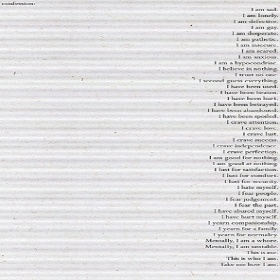 confession:
I am sad.
I am lonely.
I am defective.
I am gay.
I am desperate.
I am pathetic.
I am insecure.
I am scared.
I am anxious.
I am a hypocondriac.
I believe in nothing.
I trust no one.
I second guess everything.
I have been used.
I have been beaten.
I have been hurt.
I have been betrayed.
I have been abandoned.
I have been spoiled.
I crave attention.
I crave love.
I crave lust.
I crave success.
I crave independence.
I crave perfection.
I am good for nothing.
I am good at nothing.
I lust for satisfaction.
I lust for comfort.
I lust for security.
I hate myself.
I fear people.
I fear judgement.
I fear the past.
I have abused myself.
I have hurt myself.
I yearn companionship.
I yearn for a family.
I yearn for normalcy.
Mentally, I am a whore.
Mentally, I am unstable.
This is me.
This is who I am.
Take me how I am.